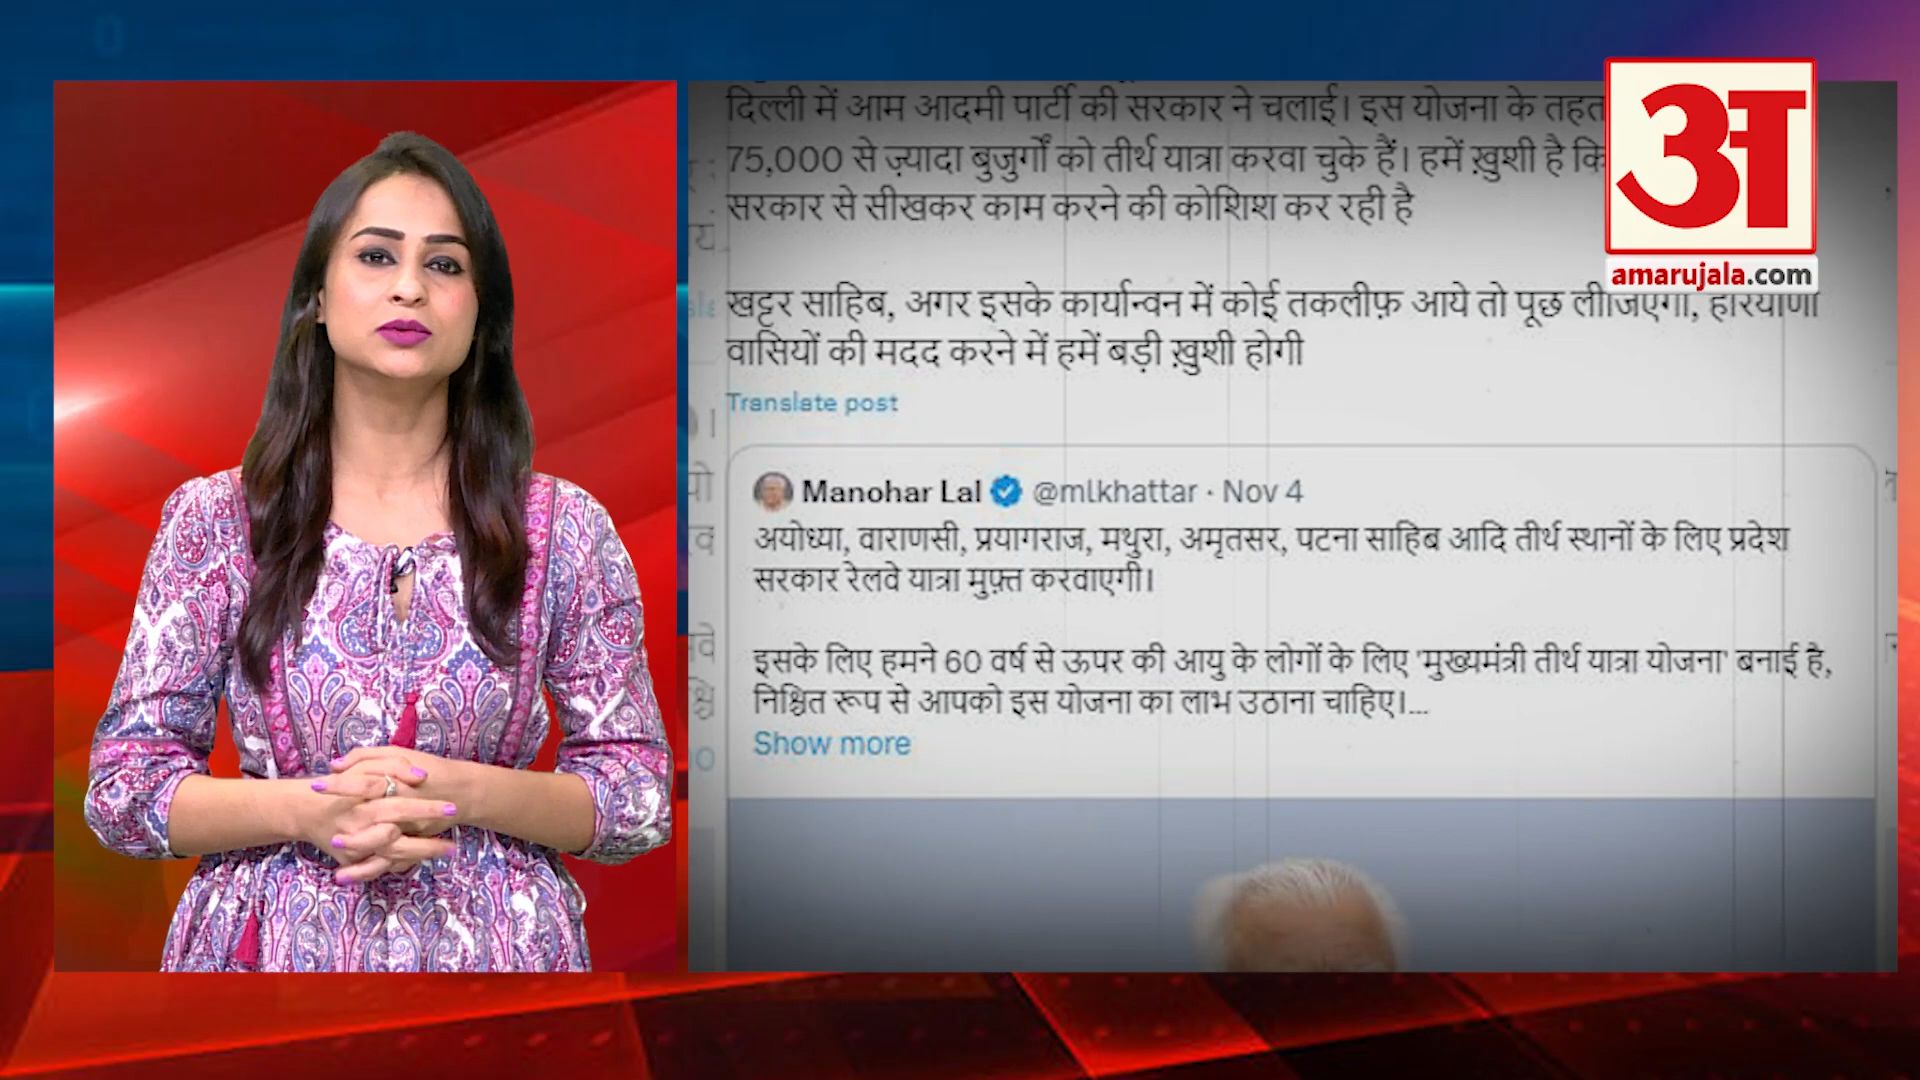 दिल्ली में आम आदमी पार्टी की सरकार ने चलाई। इस योजना के तहत
75,000 से ज़्यादा बुजुर्गों को तीर्थ यात्रा करवा चुके हैं। हमें ख़ुशी है कि
सरकार से सीखकर काम करने की कोशिश कर रही है
खट्टर साहिब, अगर इसके कार्यान्वन में कोई तकलीफ़ आये तो पूछ लीजिएगा, हरियाणा
वासियों की मदद करने में हमें बड़ी ख़ुशी होगी
Translate post
Manohar Lal @mlkhattar · Nov 4
अयोध्या, वाराणसी, प्रयागराज, मथुरा, अमृतसर, पटना साहिब आदि तीर्थ स्थानों के लिए प्रदेश
सरकार रेलवे यात्रा मुफ़्त करवाएगी।
इसके लिए हमने 60 वर्ष से ऊपर की आयु के लोगों के लिए 'मुख्यमंत्री तीर्थ यात्रा योजना' बनाई है,
निश्चित रूप से आपको इस योजना का लाभ उठाना चाहिए।...
Show more
अ
amarujala.com